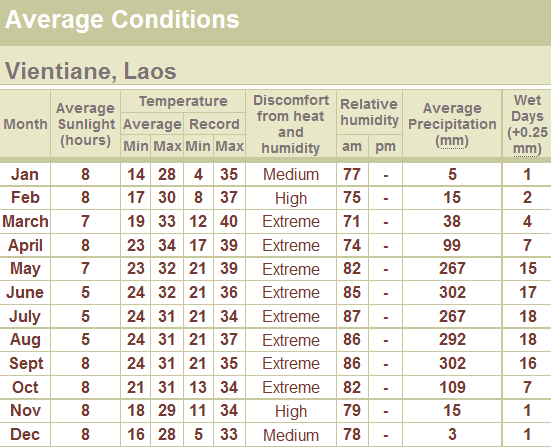 Average Conditions
Vientiane, Laos
Month Average Sunlight (hours) Temperature Discomfort from heat and humidity Relative humidity Average Precipitation (mm) Wet Days (+0.25 mm)
Average Record am pm
Min Max Min Max
Jan 8 14 28 4 35 Medium 77 - 5 1
Feb 8 17 30 8 37 High 75 - 15 2
March 7 19 33 12 40 Extreme 71 - 38 4
April 8 23 34 17 39 Extreme 74 - 99 7
May 7 23 32 21 39 Extreme 82 - 267 15
June 5 24 32 21 36 Extreme 85 - 302 17
July 5 24 31 21 34 Extreme 87 - 267 18
Aug 5 24 31 21 37 Extreme 86 - 292 18
Sept 8 24 31 21 35 Extreme 86 - 302 16
Oct 8 21 31 13 34 Extreme 82 - 109 7
Nov 8 18 29 11 34 High 79 - 15 1
Dec 8 16 28 5 33 Medium 78 - 3 1